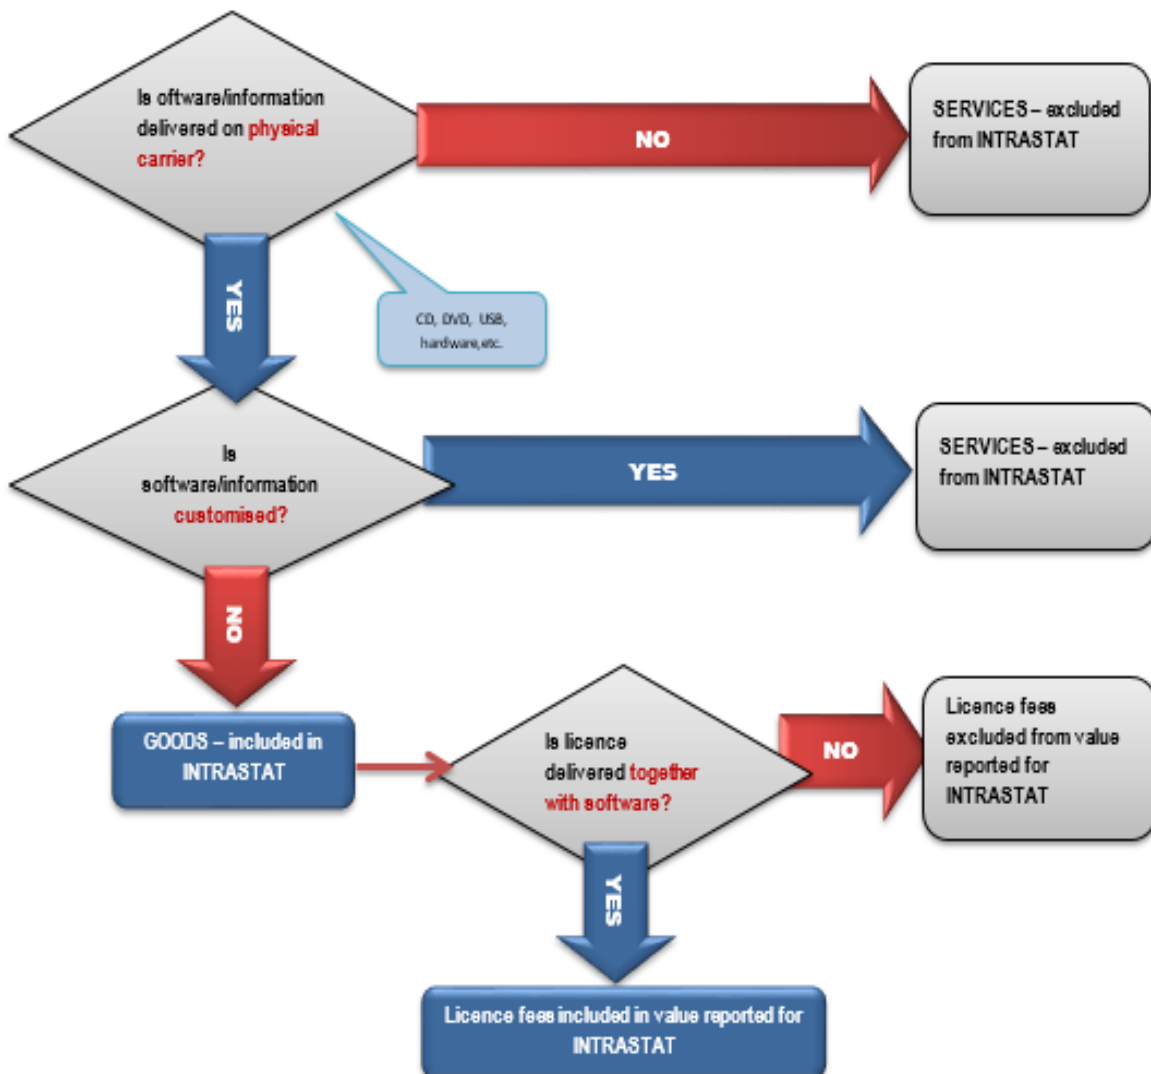 Is oftware/information
delivered on physical
carrier?
NO
SERVICES – excluded
from INTRASTAT
YES
CD, DVD, USB,
hardware,etc.
Is
software/information
customised?
YES
SERVICES – excluded
from INTRASTAT
NO
GOODS – included in
INTRASTAT
Is licence
delivered together
with software?
NO
Licence fees
excluded from value
reported for
INTRASTAT
YES
Licence fees included in value reported for
INTRASTAT